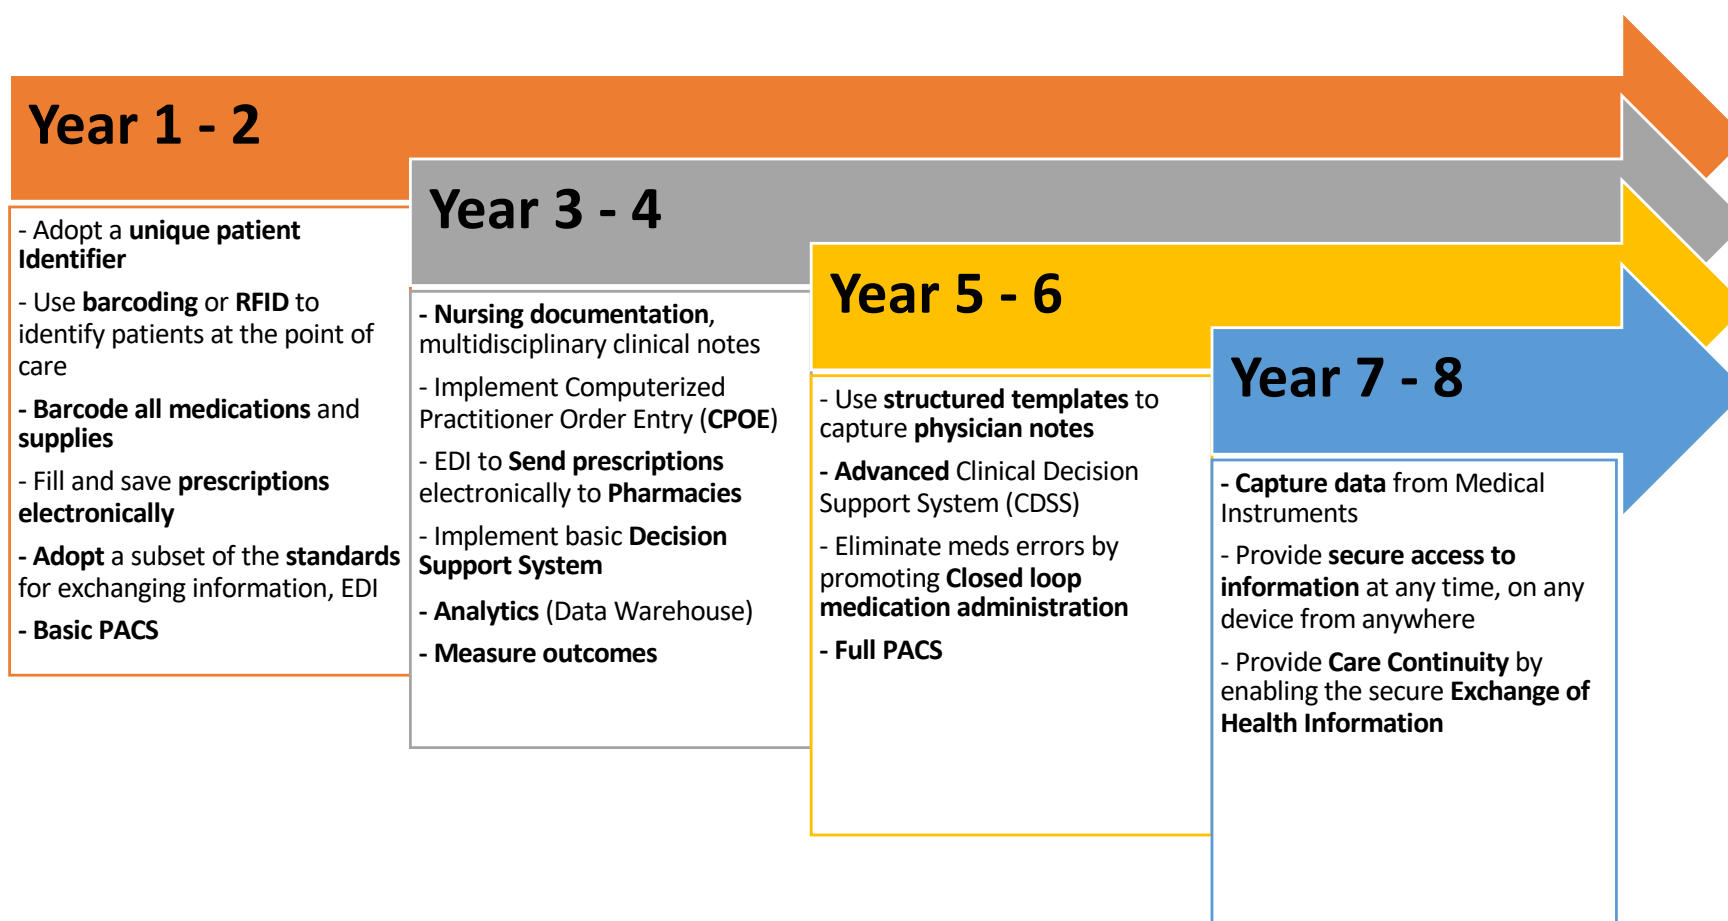 Year 1 - 2
- Adopt a unique patient
Identifier
- Use barcoding or RFID to
identify patients at the point of
care
- Barcode all medications and
supplies
- Fill and save prescriptions
electronically
- Adopt a subset of the standards
for exchanging information, EDI
- Basic PACS
Year 3 - 4
- Nursing documentation,
multidisciplinary clinical notes
- Implement Computerized
Practitioner Order Entry (CPOE)
- EDI to Send prescriptions
electronically to Pharmacies
- Implement basic Decision
Support System
- Analytics (Data Warehouse)
- Measure outcomes
Year 5 - 6
- Use structured templates to
capture physician notes
- Advanced Clinical Decision
Support System (CDSS)
- Eliminate meds errors by
promoting Closed loop
medication administration
- Full PACS
Year 7 - 8
- Capture data from Medical
Instruments
- Provide secure access to
information at any time, on any
device from anywhere
- Provide Care Continuity by
enabling the secure Exchange of
Health Information